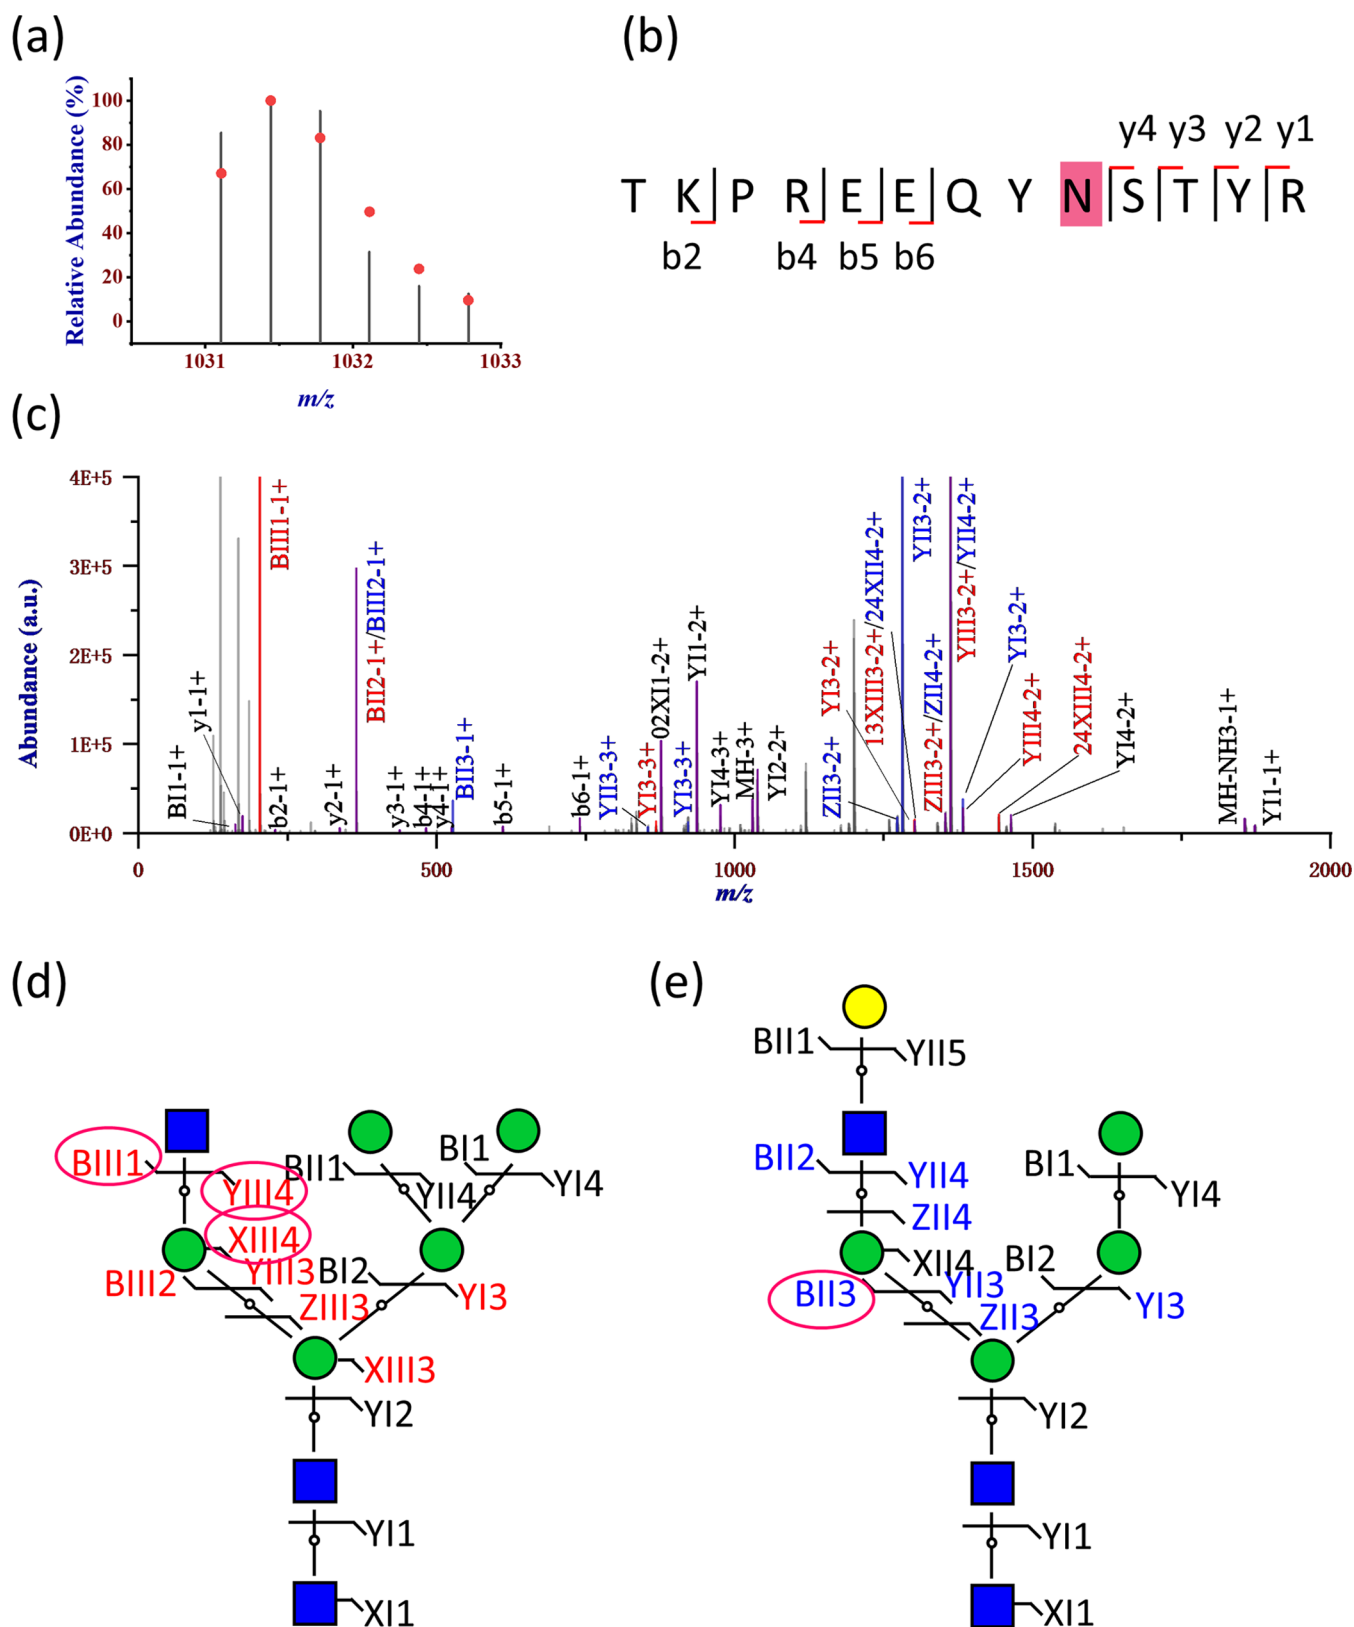 (a)
Relative Abundance (%)
100
80
60
40
20
0
1031 1032 1033
m/z
(b)
y4 y3 y2 y1
T K P R E E Q Y N S T Y R
b2 b4 b5 b6
(c)
Abundance (a.u.)
4E+5
3E+5
2E+5
1E+5
0E+0
BI1-1+
y1-1+
BIII1-1+
b2-1+
y2-1+
BII2-1+/BIII2-1+
y3-1+
b4-1+
y4-1+
BII3-1+
b5-1+
b6-1+
YII3-3+
YI3-3+
02XI1-2+
YI3-3+
YI1-2+
YI4-3+
MH-3+
YI2-2+
ZII3-2+
YI3-2+
13XIII3-2+/24XII4-2+
YII3-2+
ZIII3-2+/ZII4-2+
YIII3-2+/YII4-2+
YI3-2+
YIII4-2+
24XIII4-2+
YI4-2+
MH-NH3-1+
YI1-1+
0 500 1000 1500 2000
m/z
(d)
BIII1
YIII4
XIII4
YIII3
BIII2
ZIII3
BII1
YII4
BI1
YI4
BI2
YI3
XIII3
YI2
YI1
XI1
(e)
BII1
YII5
BII2
YII4
ZII4
XII4
YII3
BII3
ZII3
BI1
YI4
BI2
YI3
YI2
YI1
XI1